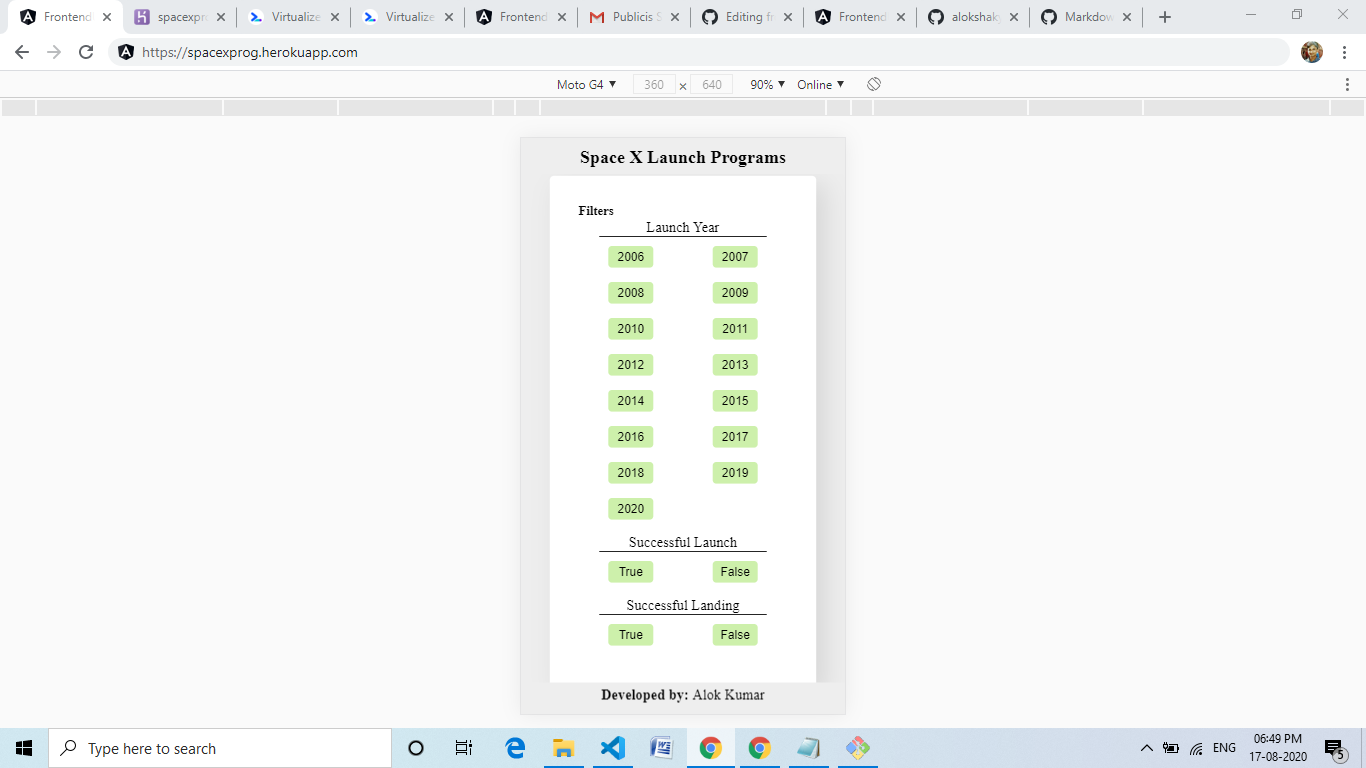 Frontend
spacexpr
Virtualize
Virtualize
Frontend
Publicis S
Editing fr
Frontend
aloksha
Markdow
https://spacexprog.herokuapp.com
Moto G4 ▼ 360 × 640 90% ▼ Online ▼
Space X Launch Programs
Filters
Launch Year
2006 2007
2008 2009
2010 2011
2012 2013
2014 2015
2016 2017
2018 2019
2020
Successful Launch
True False
Successful Landing
True False
Developed by: Alok Kumar
Type here to search
ENG
06:49 PM
17-08-2020
5